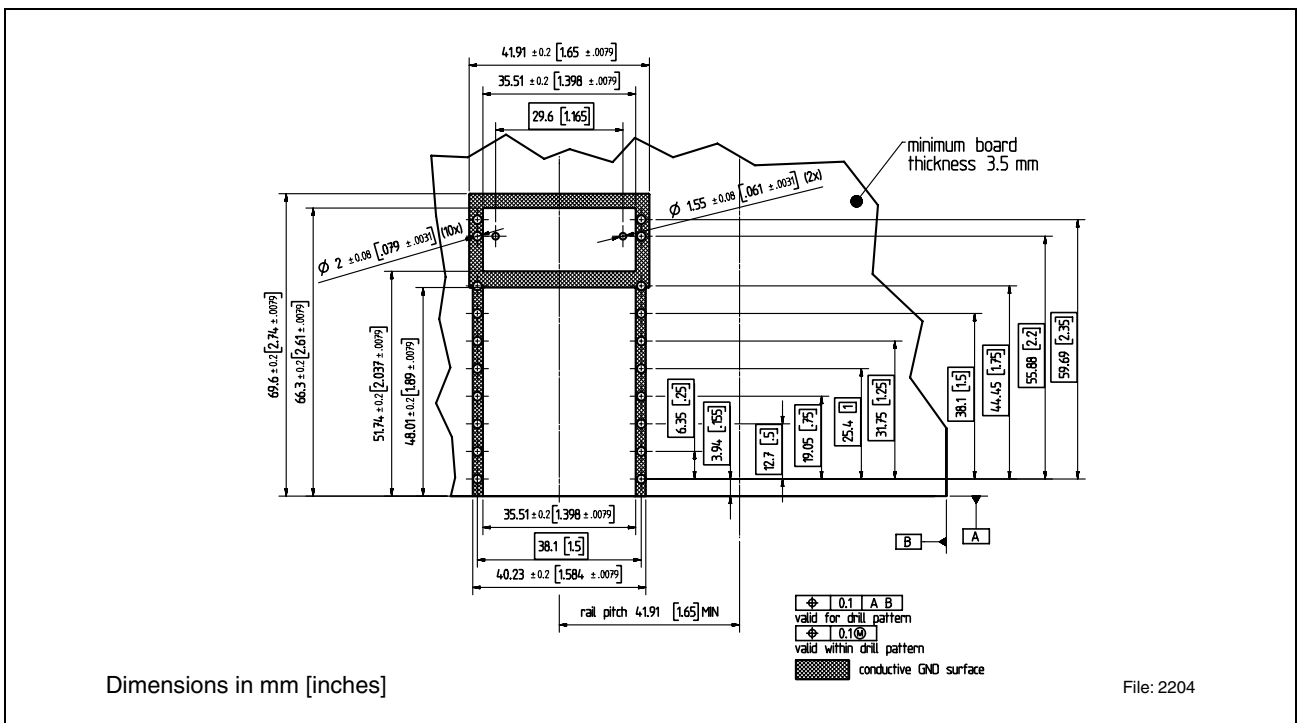 41.91 ±0.2 [1.65 ±.0079]
35.51 ±0.2 [1.398 ±.0079]
29.6 [1.165]
minimum board
thickness 3.5 mm
Ø 1.55 ±0.08 [.061 ±.0031] (2x)
Ø 2 ±0.08 [.079 ±.0031] (10x)
69.6 ±0.2 [2.74 ±.0079]
66.3 ±0.2 [2.61 ±.0079]
51.74 ±0.2 [2.037 ±.0079]
48.01 ±0.2 [1.89 ±.0079]
6.35 [.25]
3.94 [.155]
12.7 [.5]
19.05 [.75]
25.4 [1]
31.75 [1.25]
38.1 [1.5]
44.45 [1.75]
55.88 [2.2]
59.69 [2.35]
35.51 ±0.2 [1.398 ±.0079]
38.1 [1.5]
40.23 ±0.2 [1.584 ±.0079]
rail pitch 41.91 [1.65] MIN
B
A
⌖ 0.1 A B
valid for drill pattern
⌖ 0.1Ⓜ
valid within drill pattern
conductive GND surface
Dimensions in mm [inches]
File: 2204